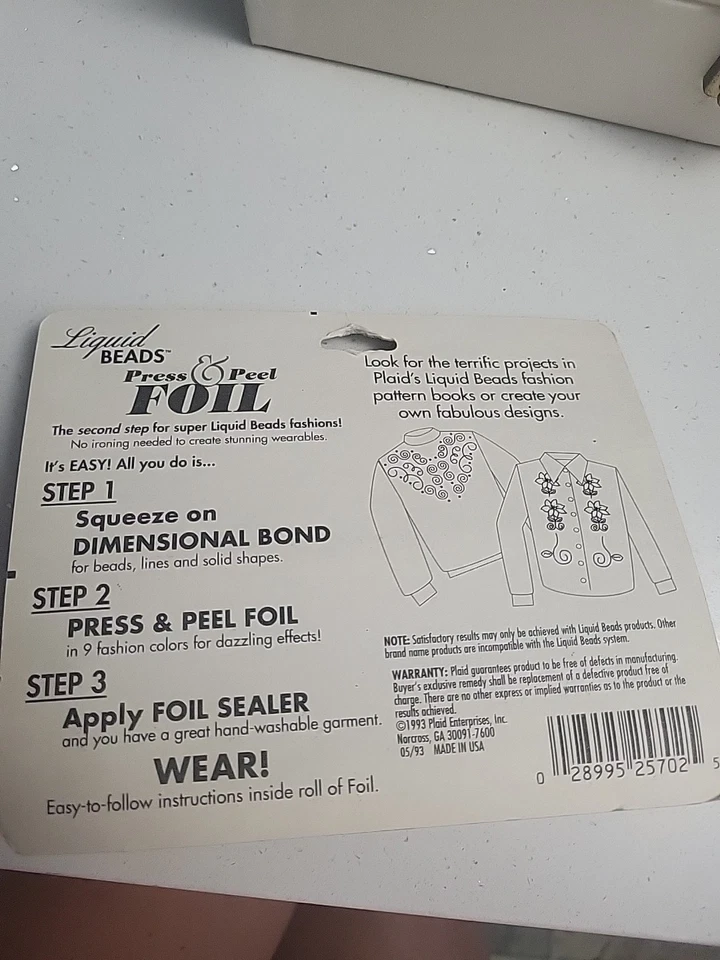 Liquid
BEADS™
Press & Peel
FOIL
The second step for super Liquid Beads fashions!
No ironing needed to create stunning wearables.
It's EASY! All you do is...
STEP 1
Squeeze on
DIMENSIONAL BOND
for beads, lines and solid shapes.
STEP 2
PRESS & PEEL FOIL
in 9 fashion colors for dazzling effects!
STEP 3
Apply FOIL SEALER
and you have a great hand-washable garment.
WEAR!
Easy-to-follow instructions inside roll of Foil.
Look for the terrific projects in
Plaid's Liquid Beads fashion
pattern books or create your
own fabulous designs.
NOTE: Satisfactory results may only be achieved with Liquid Beads products. Other
brand name products are incompatible with the Liquid Beads system.
WARRANTY: Plaid guarantees product to be free of defects in manufacturing.
Buyer's exclusive remedy shall be replacement of a defective product free of
charge. There are no other express or implied warranties as to the product or the
results achieved.
©1993 Plaid Enterprises, Inc.
Norcross, GA 30091-7600
05/93 MADE IN USA
0 28995 25702 5